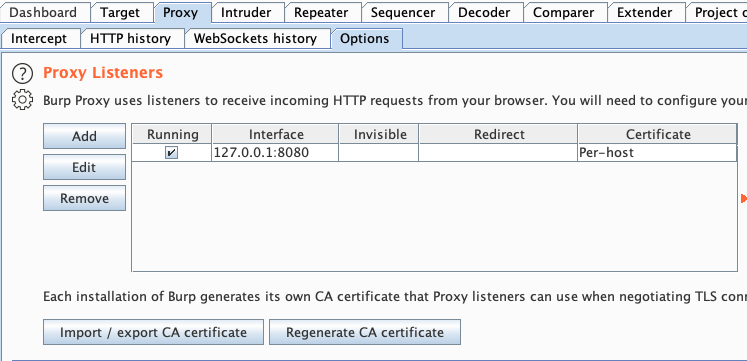 Dashboard Target Proxy Intruder Repeater Sequencer Decoder Comparer Extender Project
Intercept HTTP history WebSockets history Options
? Proxy Listeners
Burp Proxy uses listeners to receive incoming HTTP requests from your browser. You will need to configure
Add Running Interface Invisible Redirect Certificate
127.0.0.1:8080 Per-host
Edit
Remove
Each installation of Burp generates its own CA certificate that Proxy listeners can use when negotiating TLS
Import / export CA certificate Regenerate CA certificate